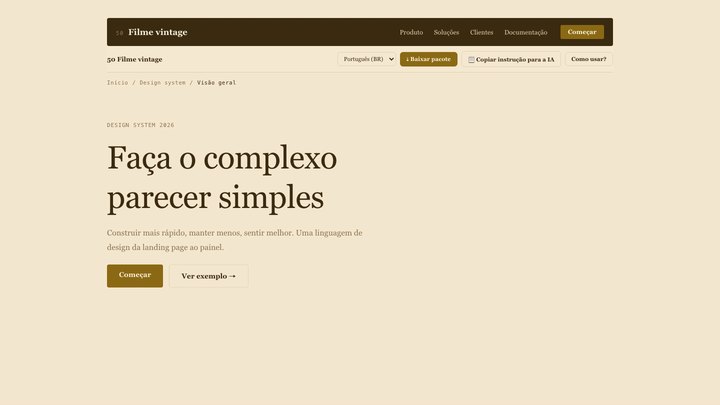 50 Filme vintage
Produto Soluções Clientes Documentação Começar
50 Filme vintage
Português (BR) ↓ Baixar pacote Copiar instrução para a IA Como usar?
Início / Design system / Visão geral
DESIGN SYSTEM 2026
Faça o complexo
parecer simples
Construir mais rápido, manter menos, sentir melhor. Uma linguagem de
design da landing page ao painel.
Começar Ver exemplo →